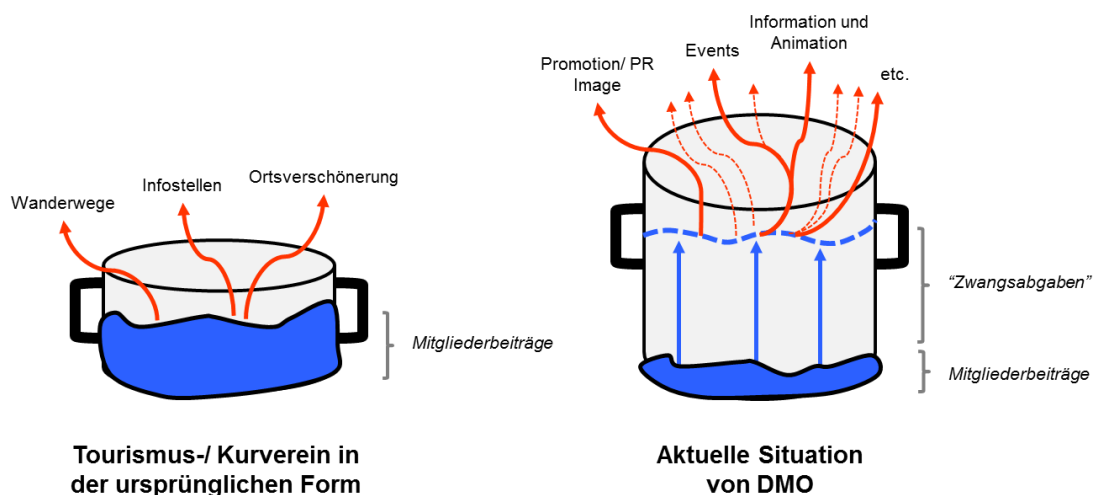 Wanderwege
Infostellen
Ortsverschönerung
Mitgliederbeiträge
Tourismus-/ Kurverein in
der ursprünglichen Form
Promotion/ PR
Image
Events
Information und
Animation
etc.
“Zwangsabgaben”
Mitgliederbeiträge
Aktuelle Situation
von DMO